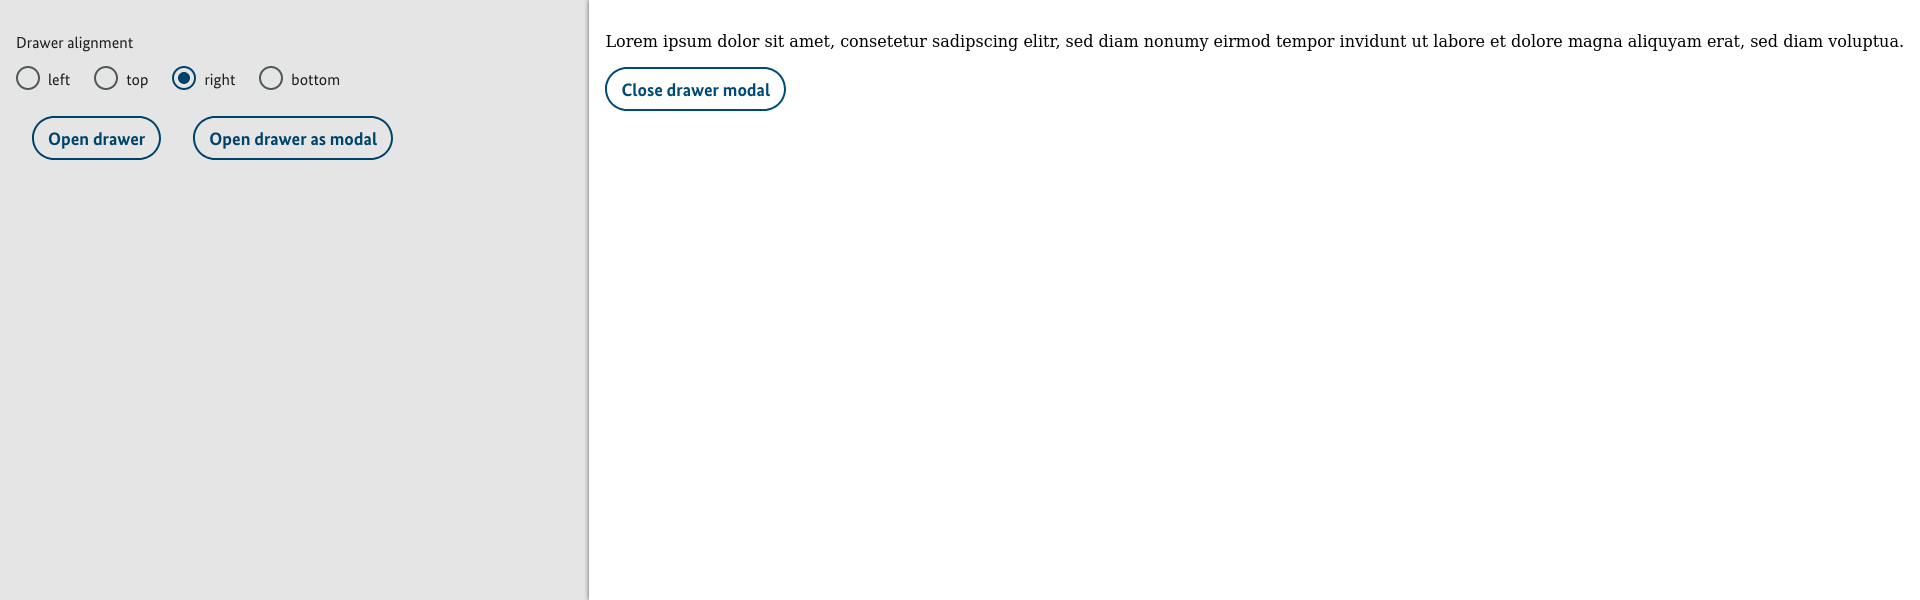 Drawer alignment
left top right bottom
Open drawer Open drawer as modal
Lorem ipsum dolor sit amet, consetetur sadipscing elitr, sed diam nonumy eirmod tempor invidunt ut labore et dolore magna aliquyam erat, sed diam voluptua.
Close drawer modal